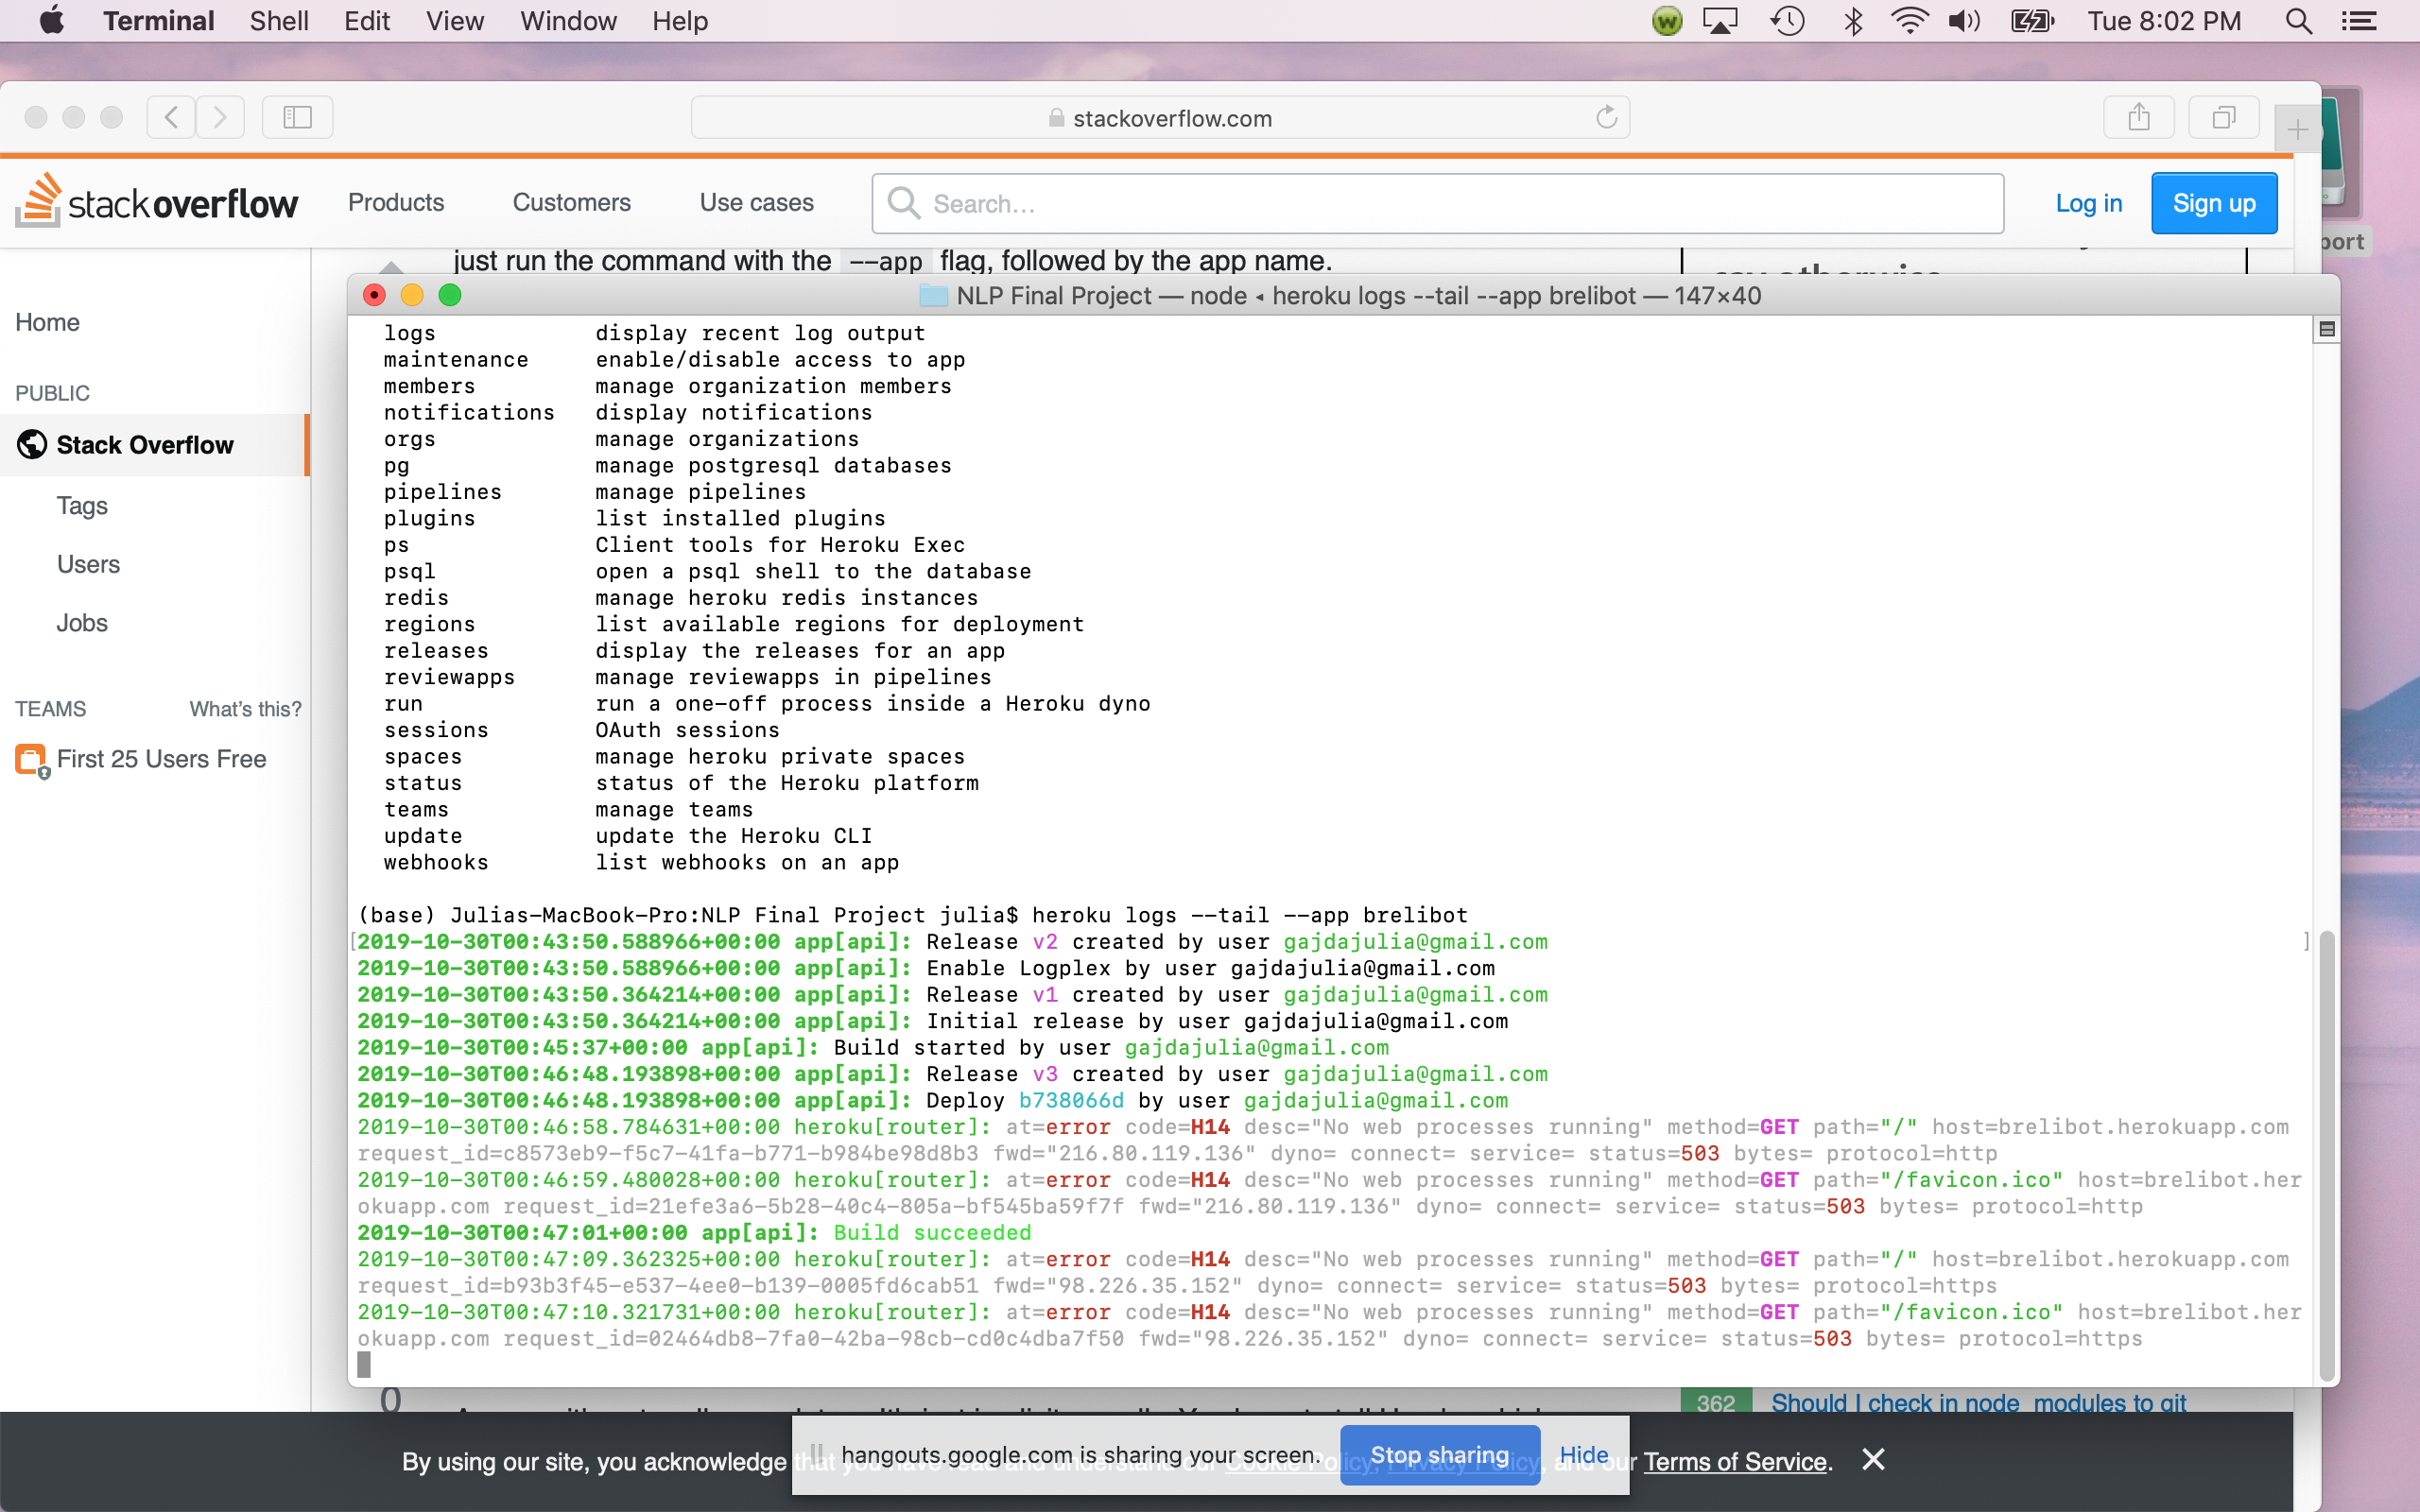 Terminal Shell Edit View Window Help Tue 8:02 PM
stackoverflow.com
stackoverflow Products Customers Use cases Search… Log in Sign up
port
just run the command with the --app flag, followed by the app name.
Home
PUBLIC
Stack Overflow
Tags
Users
Jobs
TEAMS What's this?
First 25 Users Free
NLP Final Project — node ◂ heroku logs --tail --app brelibot — 147×40
logs display recent log output
maintenance enable/disable access to app
members manage organization members
notifications display notifications
orgs manage organizations
pg manage postgresql databases
pipelines manage pipelines
plugins list installed plugins
ps Client tools for Heroku Exec
psql open a psql shell to the database
redis manage heroku redis instances
regions list available regions for deployment
releases display the releases for an app
reviewapps manage reviewapps in pipelines
run run a one-off process inside a Heroku dyno
sessions OAuth sessions
spaces manage heroku private spaces
status status of the Heroku platform
teams manage teams
update update the Heroku CLI
webhooks list webhooks on an app
(base) Julias-MacBook-Pro:NLP Final Project julia$ heroku logs --tail --app brelibot
[2019-10-30T00:43:50.588966+00:00 app[api]: Release v2 created by user gajdajulia@gmail.com ]
2019-10-30T00:43:50.588966+00:00 app[api]: Enable Logplex by user gajdajulia@gmail.com
2019-10-30T00:43:50.364214+00:00 app[api]: Release v1 created by user gajdajulia@gmail.com
2019-10-30T00:43:50.364214+00:00 app[api]: Initial release by user gajdajulia@gmail.com
2019-10-30T00:45:37+00:00 app[api]: Build started by user gajdajulia@gmail.com
2019-10-30T00:46:48.193898+00:00 app[api]: Release v3 created by user gajdajulia@gmail.com
2019-10-30T00:46:48.193898+00:00 app[api]: Deploy b738066d by user gajdajulia@gmail.com
2019-10-30T00:46:58.784631+00:00 heroku[router]: at=error code=H14 desc="No web processes running" method=GET path="/" host=brelibot.herokuapp.com
request_id=c8573eb9-f5c7-41fa-b771-b984be98d8b3 fwd="216.80.119.136" dyno= connect= service= status=503 bytes= protocol=http
2019-10-30T00:46:59.480028+00:00 heroku[router]: at=error code=H14 desc="No web processes running" method=GET path="/favicon.ico" host=brelibot.her
okuapp.com request_id=21efe3a6-5b28-40c4-805a-bf545ba59f7f fwd="216.80.119.136" dyno= connect= service= status=503 bytes= protocol=http
2019-10-30T00:47:01+00:00 app[api]: Build succeeded
2019-10-30T00:47:09.362325+00:00 heroku[router]: at=error code=H14 desc="No web processes running" method=GET path="/" host=brelibot.herokuapp.com
request_id=b93b3f45-e537-4ee0-b139-0005fd6cab51 fwd="98.226.35.152" dyno= connect= service= status=503 bytes= protocol=https
2019-10-30T00:47:10.321731+00:00 heroku[router]: at=error code=H14 desc="No web processes running" method=GET path="/favicon.ico" host=brelibot.her
okuapp.com request_id=02464db8-7fa0-42ba-98cb-cd0c4dba7f50 fwd="98.226.35.152" dyno= connect= service= status=503 bytes= protocol=https
0
362 Should I check in node_modules to git
By using our site, you acknowledge that you have read and understand our Cookie Policy, Privacy Policy, and our Terms of Service.
hangouts.google.com is sharing your screen. Stop sharing Hide